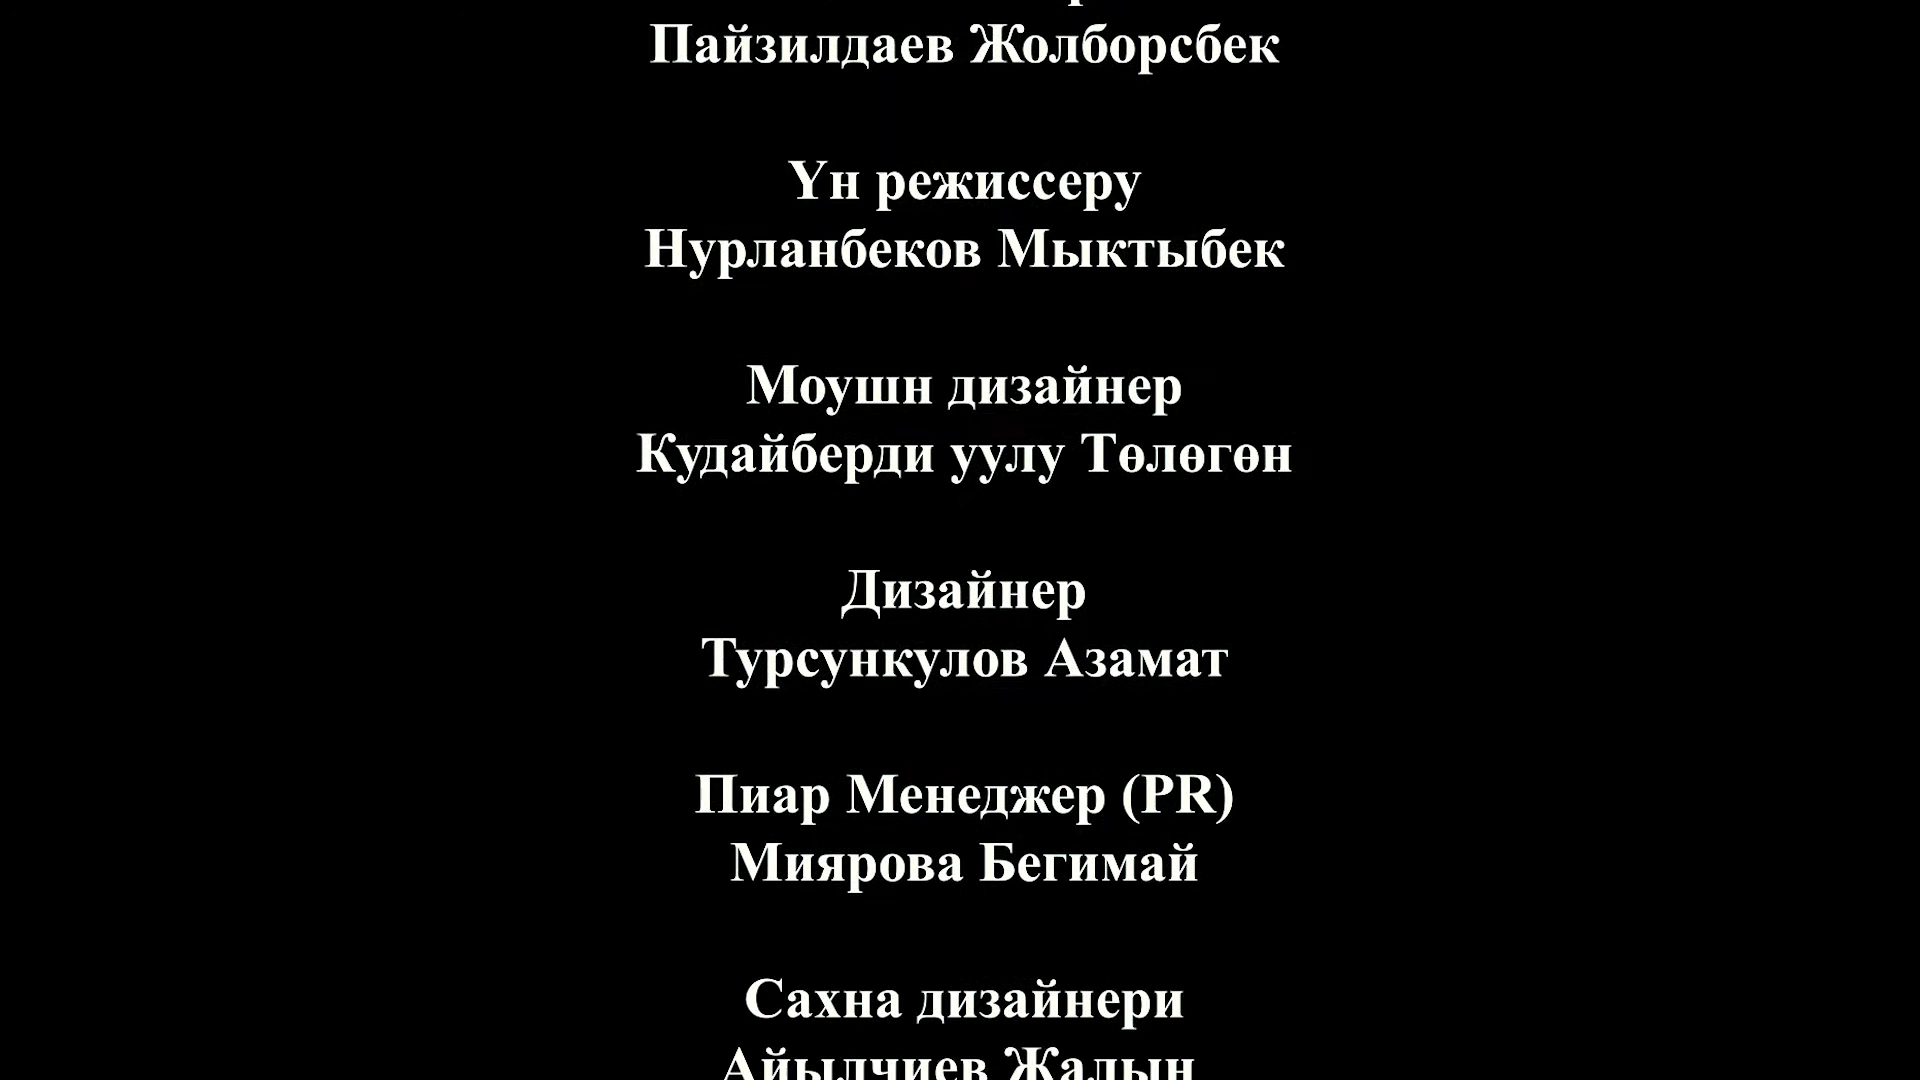 Пайзилдаев Жолборсбек
Үн режиссеру
Нурланбеков Мыктыбек
Моушн дизайнер
Кудайберди уулу Төлөгөн
Дизайнер
Турсункулов Азамат
Пиар Менеджер (PR)
Миярова Бегимай
Сахна дизайнери
Айылчиев Жалын